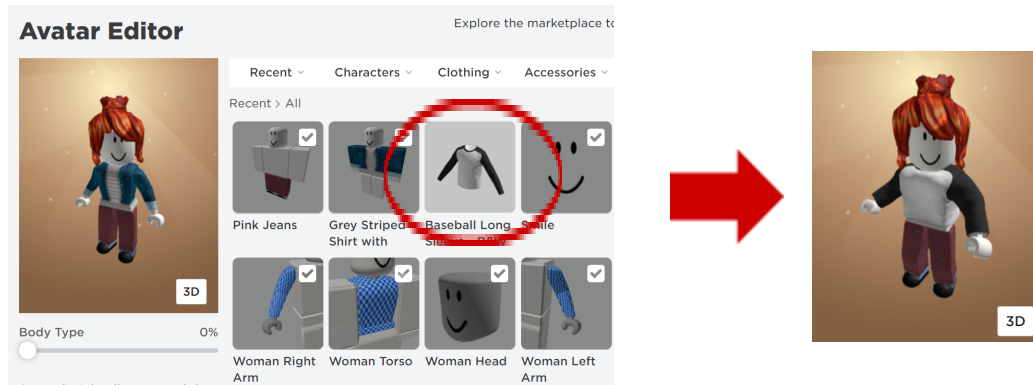 Avatar Editor
Explore the marketplace to
Recent
Characters
Clothing
Accessories
Recent > All
Pink Jeans
Grey Striped
Shirt with
Baseball Long
Sleeve - B&W
Smile
3D
Body Type
0%
Woman Right
Arm
Woman Torso
Woman Head
Woman Left
Arm
3D